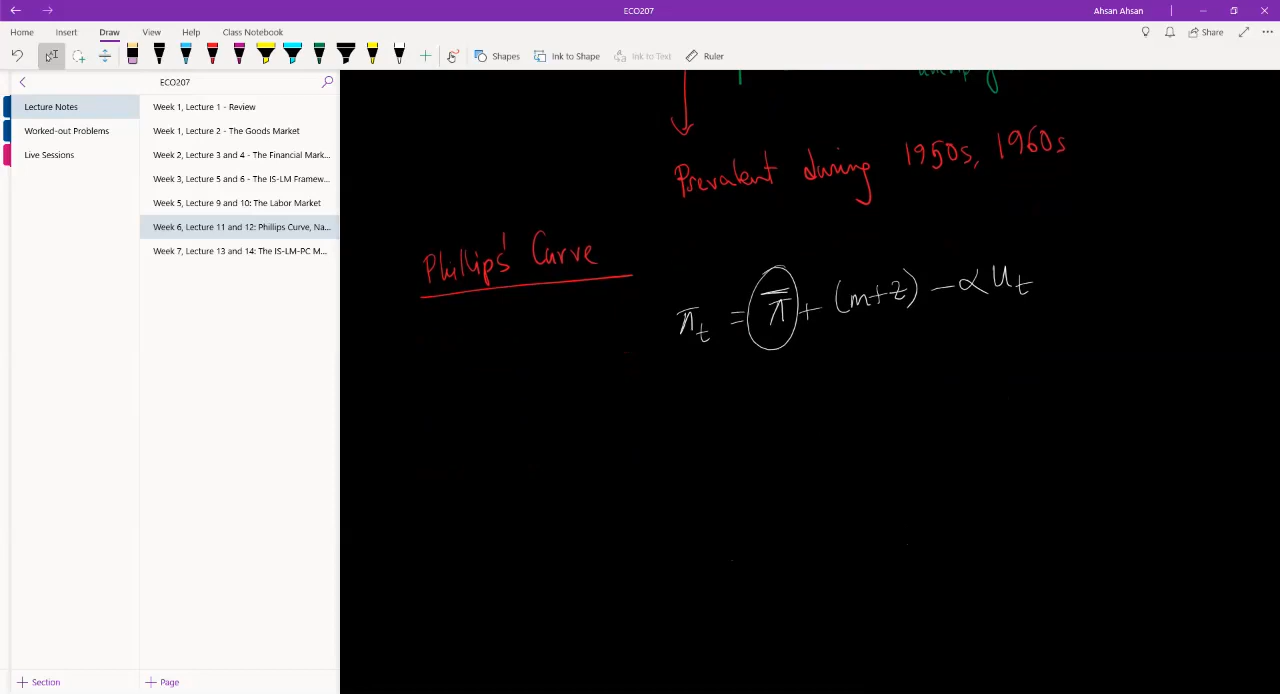 ECO207
Ahsan Ahsan
Home Insert Draw View Help Class Notebook
Share
Shapes Ink to Shape Ink to Text Ruler
ECO207
Lecture Notes
Worked-out Problems
Live Sessions
Week 1, Lecture 1 - Review
Week 1, Lecture 2 - The Goods Market
Week 2, Lecture 3 and 4 - The Financial Mark...
Week 3, Lecture 5 and 6 - The IS-LM Framew...
Week 5, Lecture 9 and 10: The Labor Market
Week 6, Lecture 11 and 12: Phillips Curve, Na...
Week 7, Lecture 13 and 14: The IS-LM-PC M...
Prevalent during 1950s, 1960s
Phillips' Curve
π_t = π̅ + (m+z) - αu_t
+ Section
+ Page